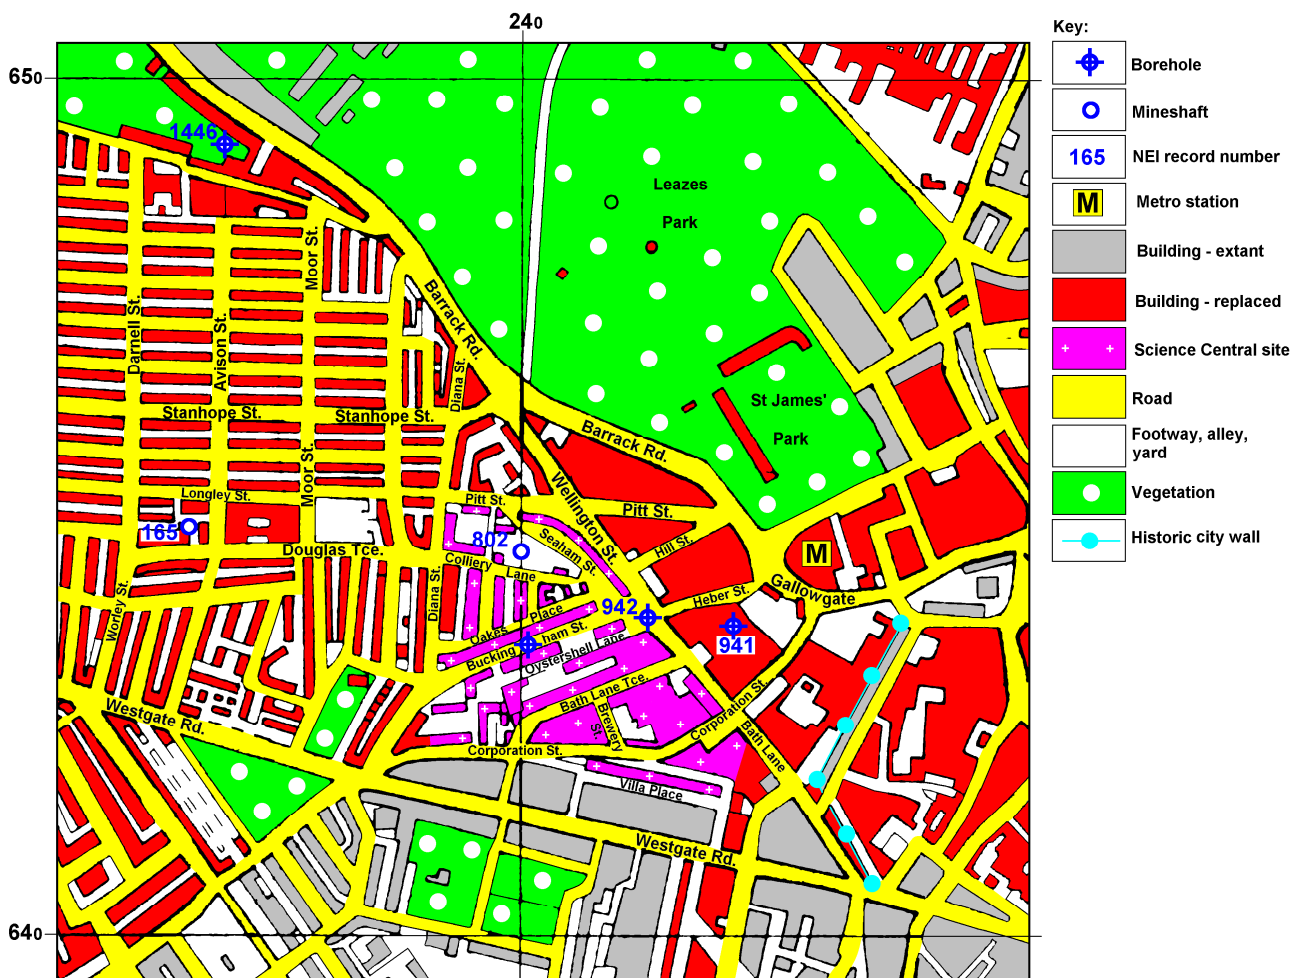 240
650
640
1446
Leazes
Park
Moor St.
Darnell St.
Avison St.
Barrack Rd.
Diana St.
Stanhope St.
Stanhope St.
St James'
Park
Barrack Rd.
Moor St.
Longley St.
Pitt St.
Wellington St.
Pitt St.
165
802
Seaham St.
Hill St.
M
Douglas Tce.
Colliery Lane
Gallowgate
Heber St.
Diana St.
Worley St.
942
941
Oakes Place
Bucking ham St.
Oystershell Lane
Bath Lane Tce.
Brewery
St.
Corporation St.
Bath Lane
Westgate Rd.
Corporation St.
Villa Place
Westgate Rd.
Key:
Borehole
Mineshaft
165
NEI record number
M
Metro station
Building - extant
Building - replaced
Science Central site
Road
Footway, alley,
yard
Vegetation
Historic city wall